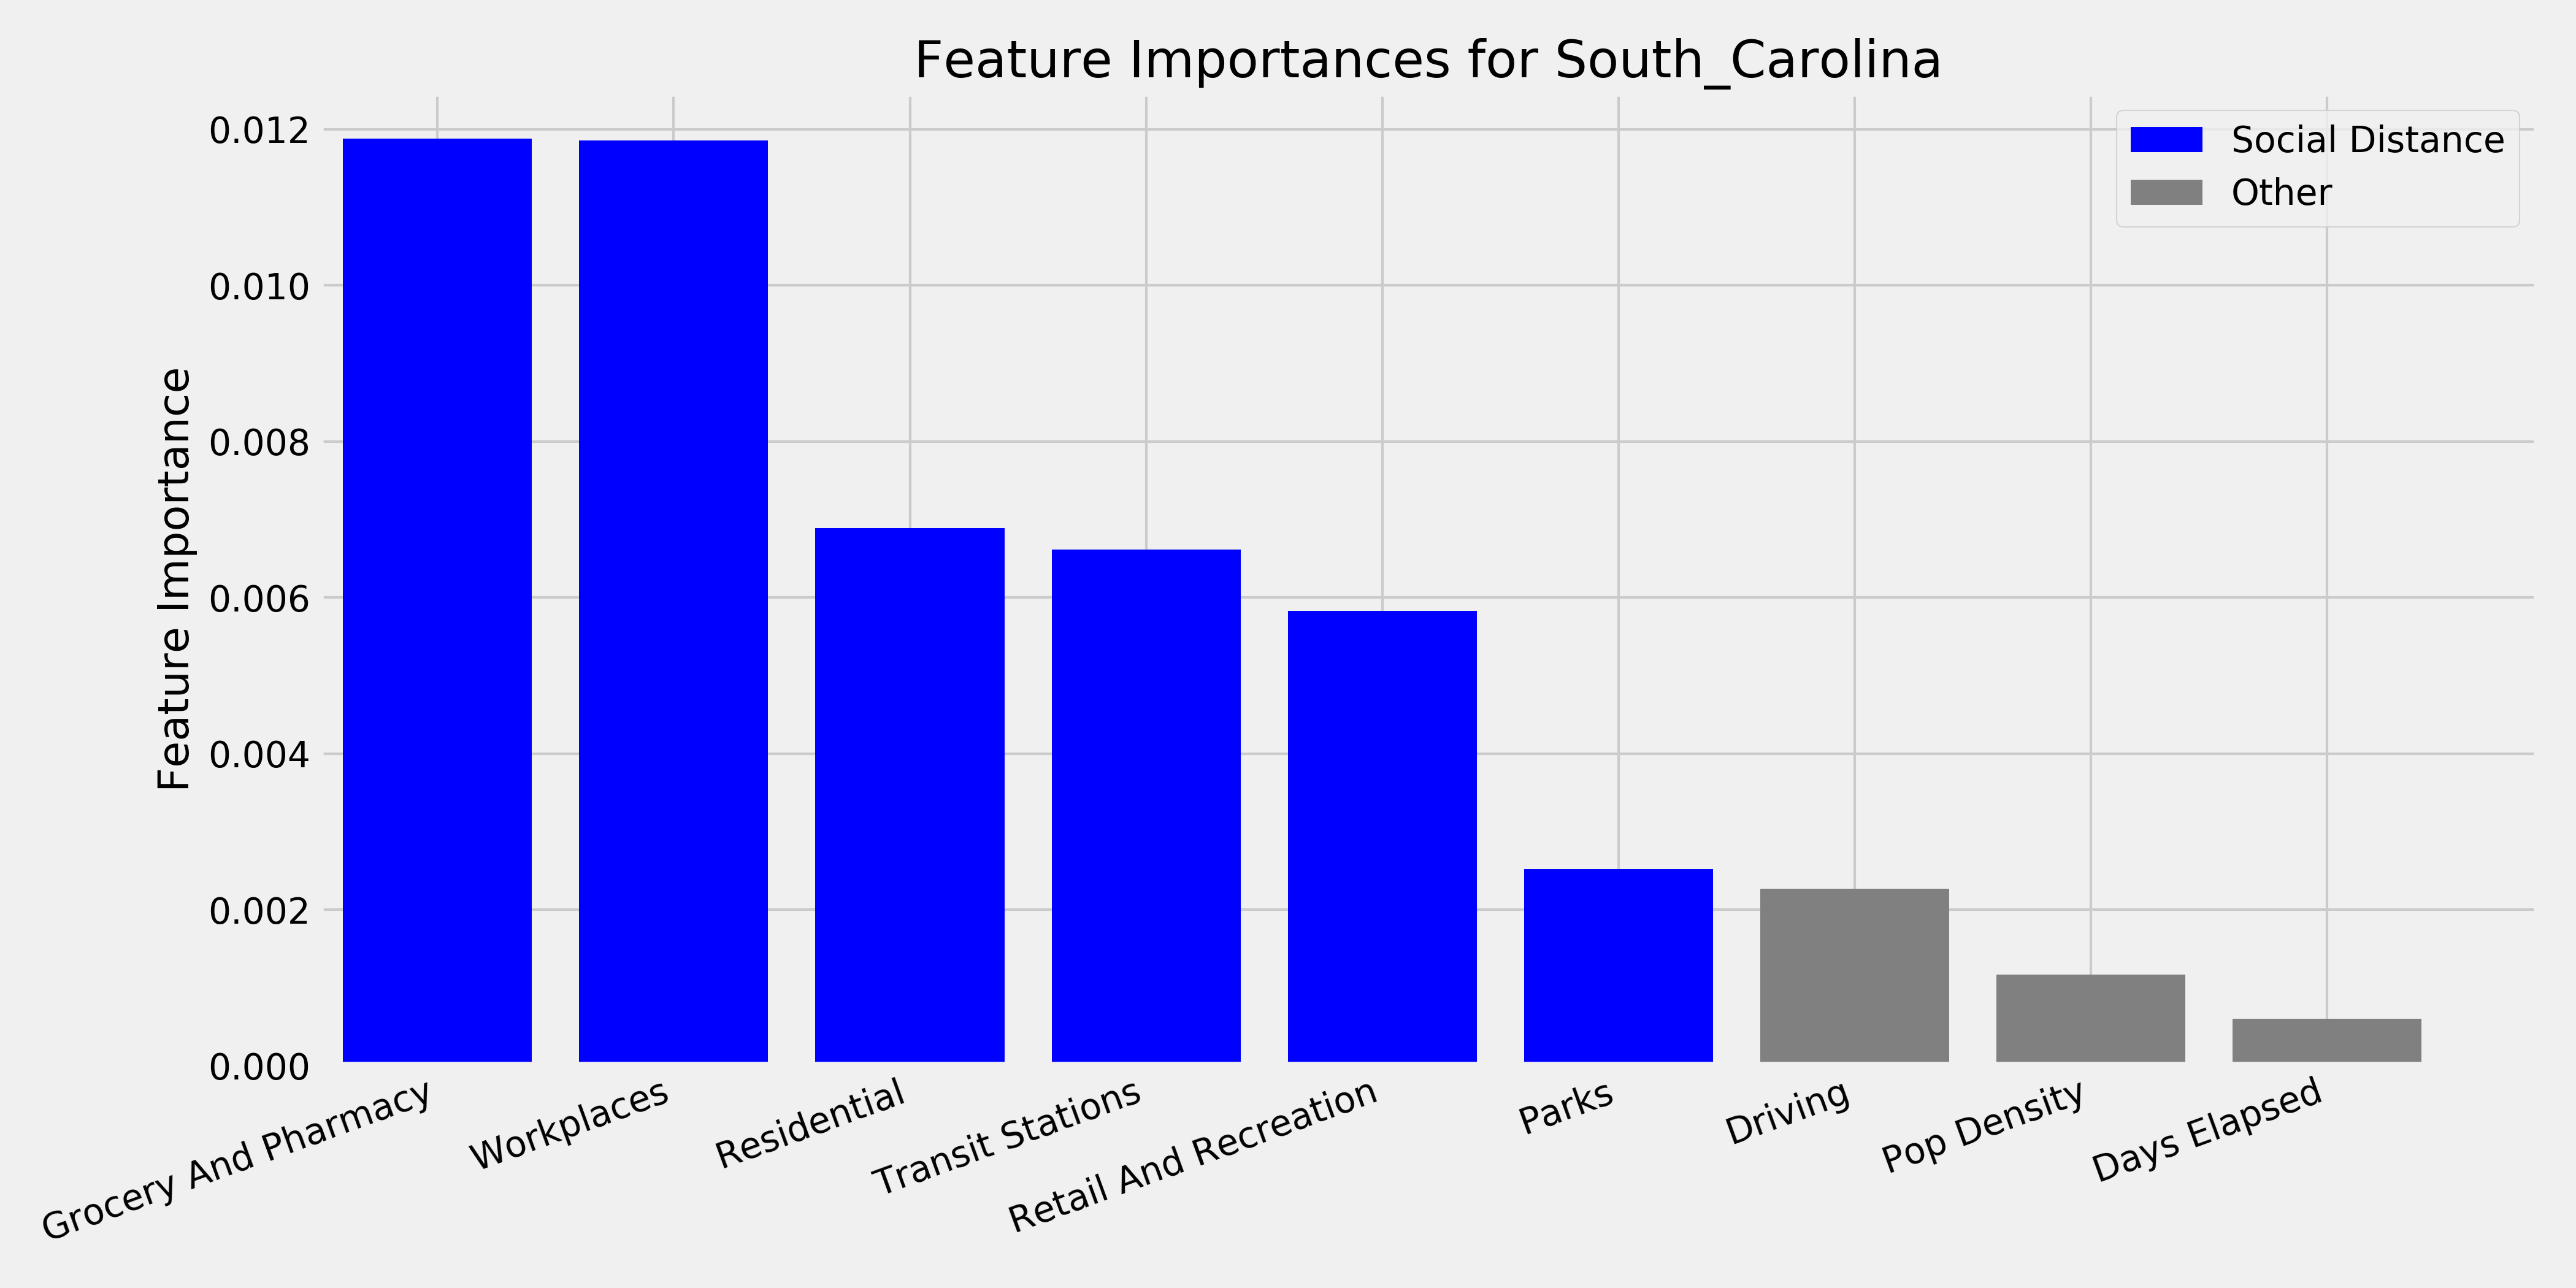 Feature Importances for South_Carolina
Social Distance
Other
Feature Importance
0.012
0.010
0.008
0.006
0.004
0.002
0.000
Grocery And Pharmacy
Workplaces
Residential
Transit Stations
Retail And Recreation
Parks
Driving
Pop Density
Days Elapsed